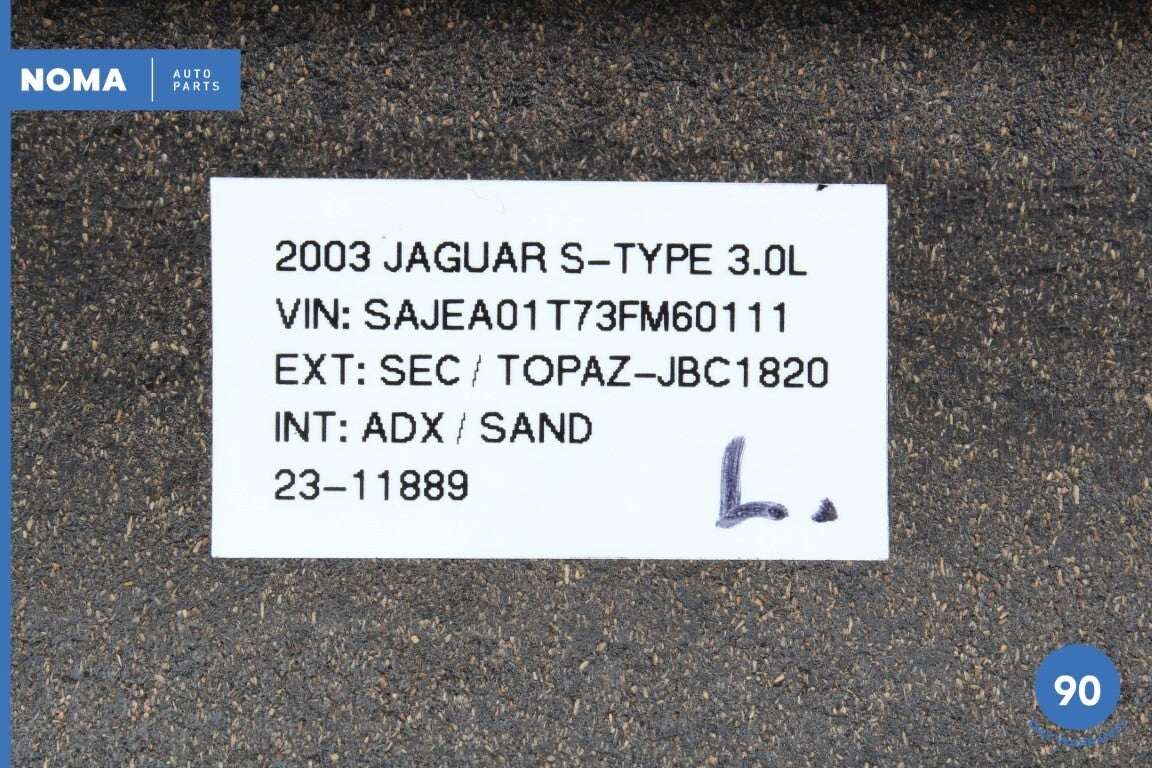 NOMA
AUTO
PARTS
2003 JAGUAR S-TYPE 3.0L
VIN: SAJEA01T73FM60111
EXT: SEC / TOPAZ-JBC1820
INT: ADX / SAND
23-11889
L.
90